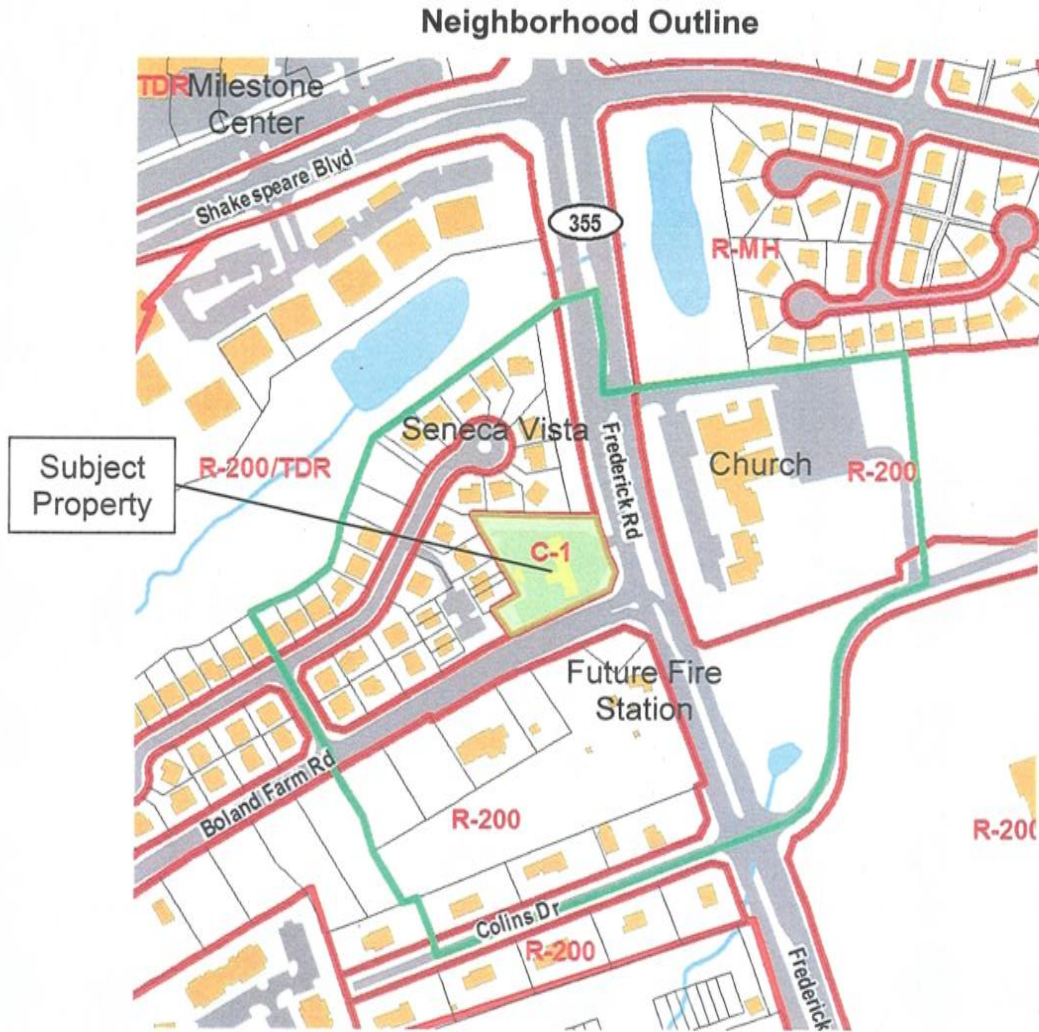 Neighborhood Outline
TDR
Milestone
Center
Shakespeare Blvd
355
R-MH
Seneca Vista
Frederick Rd
Church
R-200
R-200/TDR
Subject
Property
C-1
Future Fire
Station
Boland Farm Rd
R-200
R-200
Colins Dr
R-200
Frederick